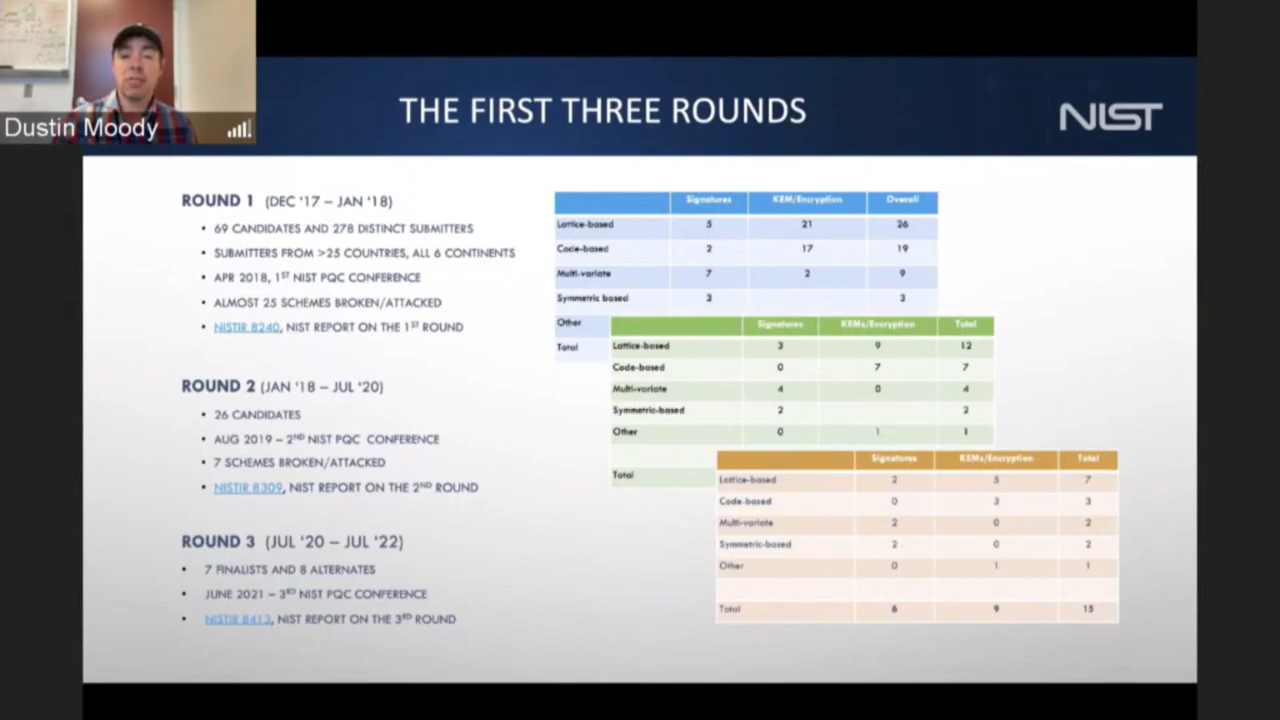 Dustin Moody
THE FIRST THREE ROUNDS
NIST
ROUND 1 (DEC '17 – JAN '18)
• 69 CANDIDATES AND 278 DISTINCT SUBMITTERS
• SUBMITTERS FROM >25 COUNTRIES, ALL 6 CONTINENTS
• APR 2018, 1ST NIST PQC CONFERENCE
• ALMOST 25 SCHEMES BROKEN/ATTACKED
• NISTIR 8240, NIST REPORT ON THE 1ST ROUND
ROUND 2 (JAN '18 – JUL '20)
• 26 CANDIDATES
• AUG 2019 – 2ND NIST PQC CONFERENCE
• 7 SCHEMES BROKEN/ATTACKED
• NISTIR 8309, NIST REPORT ON THE 2ND ROUND
ROUND 3 (JUL '20 – JUL '22)
• 7 FINALISTS AND 8 ALTERNATES
• JUNE 2021 – 3RD NIST PQC CONFERENCE
• NISTIR 8413, NIST REPORT ON THE 3RD ROUND
Signatures KEM/Encryption Overall
Lattice-based 5 21 26
Code-based 2 17 19
Multi-variate 7 2 9
Symmetric based 3 3
Other
Total
Signatures KEMs/Encryption Total
Lattice-based 3 9 12
Code-based 0 7 7
Multi-variate 4 0 4
Symmetric-based 2 2
Other 0 1 1
Total
Signatures KEMs/Encryption Total
Lattice-based 2 5 7
Code-based 0 3 3
Multi-variate 2 0 2
Symmetric-based 2 0 2
Other 0 1 1
Total 6 9 15